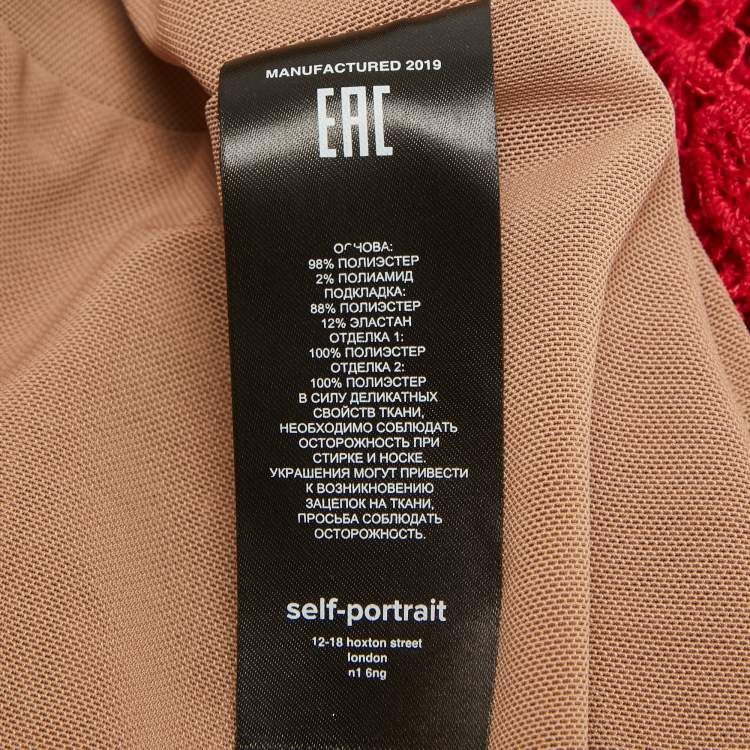 MANUFACTURED 2019
EAC
ОСНОВА:
98% ПОЛИЭСТЕР
2% ПОЛИАМИД
ПОДКЛАДКА:
88% ПОЛИЭСТЕР
12% ЭЛАСТАН
ОТДЕЛКА 1:
100% ПОЛИЭСТЕР
ОТДЕЛКА 2:
100% ПОЛИЭСТЕР
В СИЛУ ДЕЛИКАТНЫХ
СВОЙСТВ ТКАНИ,
НЕОБХОДИМО СОБЛЮДАТЬ
ОСТОРОЖНОСТЬ ПРИ
СТИРКЕ И НОСКЕ.
УКРАШЕНИЯ МОГУТ ПРИВЕСТИ
К ВОЗНИКНОВЕНИЮ
ЗАЦЕПОК НА ТКАНИ,
ПРОСЬБА СОБЛЮДАТЬ
ОСТОРОЖНОСТЬ.
self-portrait
12-18 hoxton street
london
n1 6ng